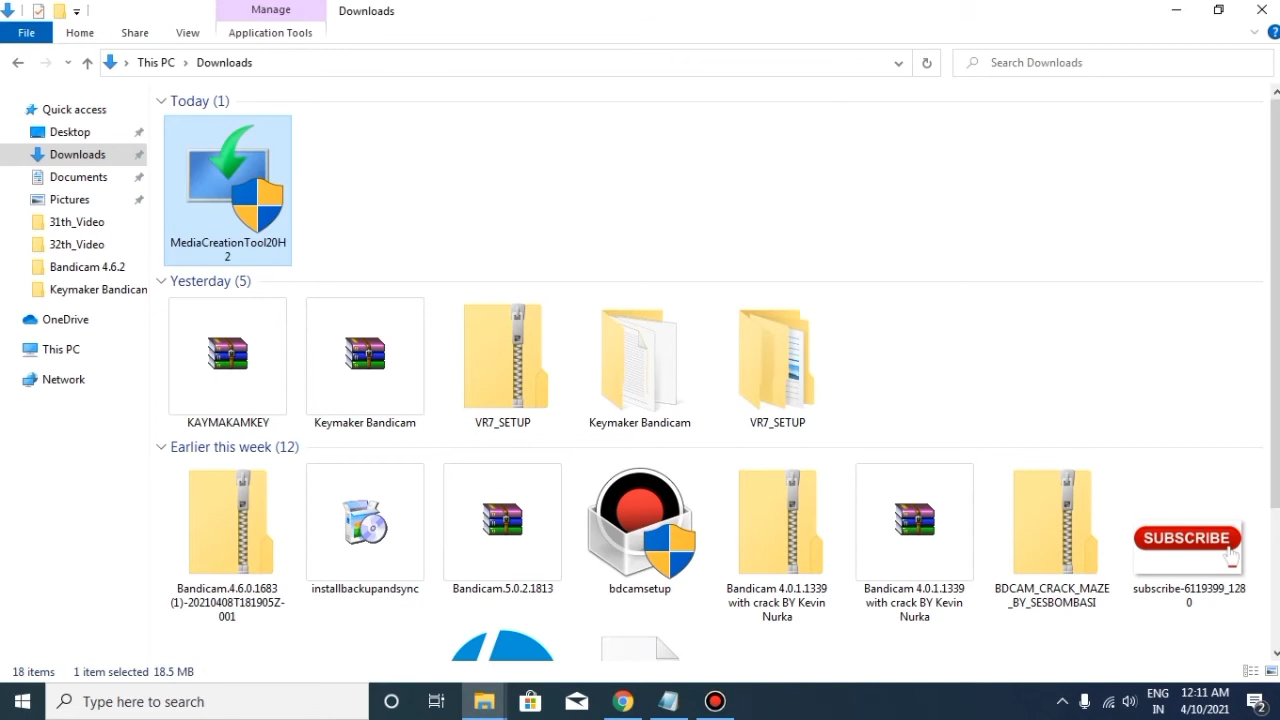 Manage
Downloads
File
Home
Share
View
Application Tools
This PC
Downloads
Search Downloads
Quick access
Desktop
Downloads
Documents
Pictures
31th_Video
32th_Video
Bandicam 4.6.2
Keymaker Bandican
OneDrive
This PC
Network
Today (1)
MediaCreationTool20H
2
Yesterday (5)
KAYMAKAMKEY
Keymaker Bandicam
VR7_SETUP
Keymaker Bandicam
VR7_SETUP
Earlier this week (12)
Bandicam.4.6.0.1683
(1)-20210408T181905Z-
001
installbackupandsync
Bandicam.5.0.2.1813
bdcamsetup
Bandicam 4.0.1.1339
with crack BY Kevin
Nurka
Bandicam 4.0.1.1339
with crack BY Kevin
Nurka
BDCAM_CRACK_MAZE
_BY_SESBOMBASI
SUBSCRIBE
subscribe-6119399_128
0
18 items
1 item selected 18.5 MB
Type here to search
ENG
IN
12:11 AM
4/10/2021
2